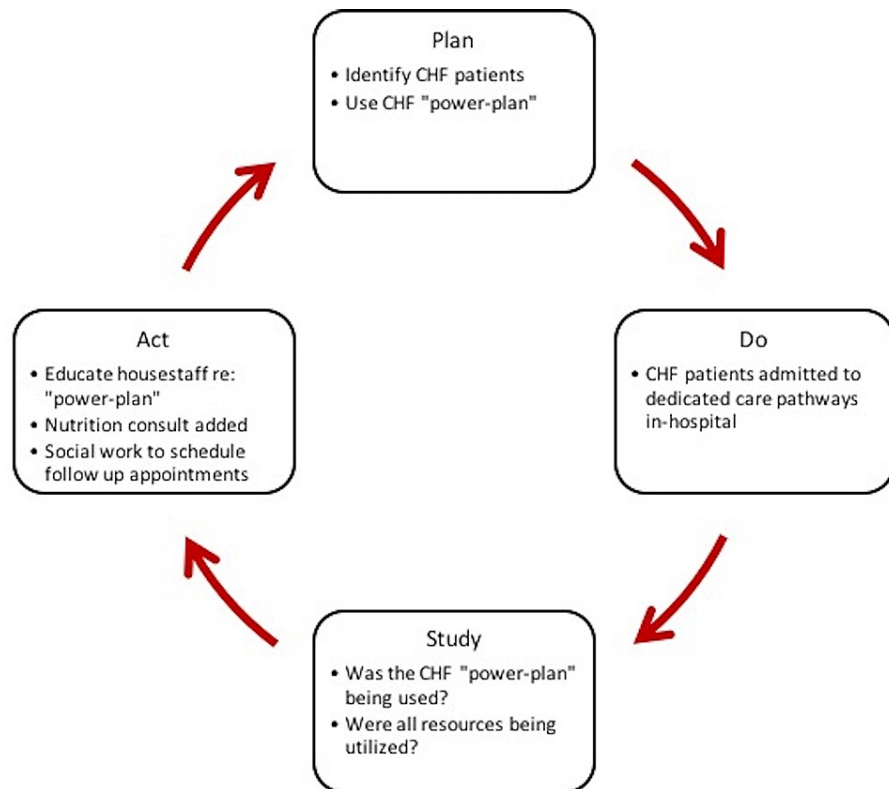 Plan
• Identify CHF patients
• Use CHF "power-plan"
Do
• CHF patients admitted to
dedicated care pathways
in-hospital
Study
• Was the CHF "power-plan"
being used?
• Were all resources being
utilized?
Act
• Educate housestaff re:
"power-plan"
• Nutrition consult added
• Social work to schedule
follow up appointments